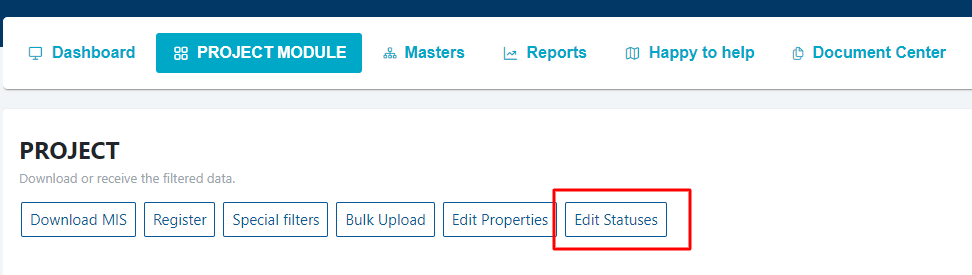 Dashboard PROJECT MODULE Masters Reports Happy to help Document Center
PROJECT
Download or receive the filtered data.
Download MIS Register Special filters Bulk Upload Edit Properties Edit Statuses